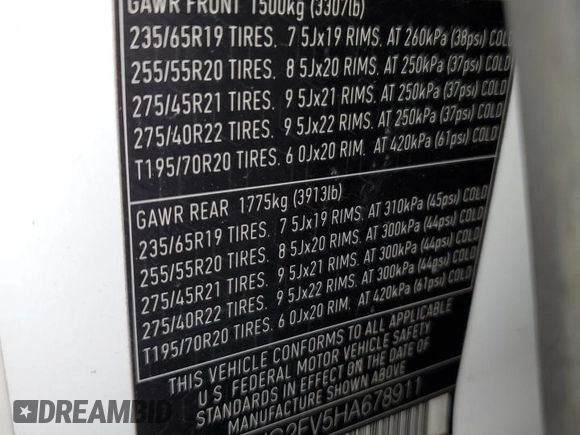 GAWR FRONT 1500kg (3307lb)
235/65R19 TIRES. 7 5Jx19 RIMS. AT 260kPa (38psi) COLD
255/55R20 TIRES. 8 5Jx20 RIMS. AT 250kPa (37psi) COLD
275/45R21 TIRES. 9 5Jx21 RIMS. AT 250kPa (37psi) COLD
275/40R22 TIRES. 9 5Jx22 RIMS. AT 250kPa (37psi) COLD
T195/70R20 TIRES. 6 0Jx20 RIM. AT 420kPa (61psi) COLD
GAWR REAR 1775kg (3913lb)
235/65R19 TIRES. 7 5Jx19 RIMS. AT 310kPa (45psi) COLD
255/55R20 TIRES. 8 5Jx20 RIMS. AT 300kPa (44psi) COLD
275/45R21 TIRES. 9 5Jx21 RIMS. AT 300kPa (44psi) COLD
275/40R22 TIRES. 9 5Jx22 RIMS. AT 300kPa (44psi) COLD
T195/70R20 TIRES. 6 0Jx20 RIM. AT 420kPa (61psi) COLD
THIS VEHICLE CONFORMS TO ALL APPLICABLE
U S FEDERAL MOTOR VEHICLE SAFETY
STANDARDS IN EFFECT ON THE DATE OF
MANUFACTURE SHOWN ABOVE
G2EV5HA678911
AUTO AUCTION HISTORY
bidfax.info